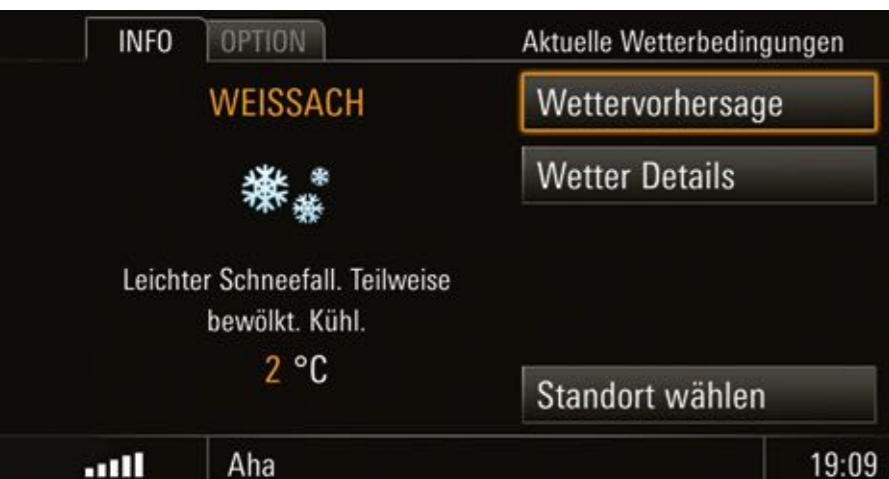 INFO
OPTION
Aktuelle Wetterbedingungen
WEISSACH
Wettervorhersage
Wetter Details
Leichter Schneefall. Teilweise
bewölkt. Kühl.
2 °C
Standort wählen
Aha
19:09